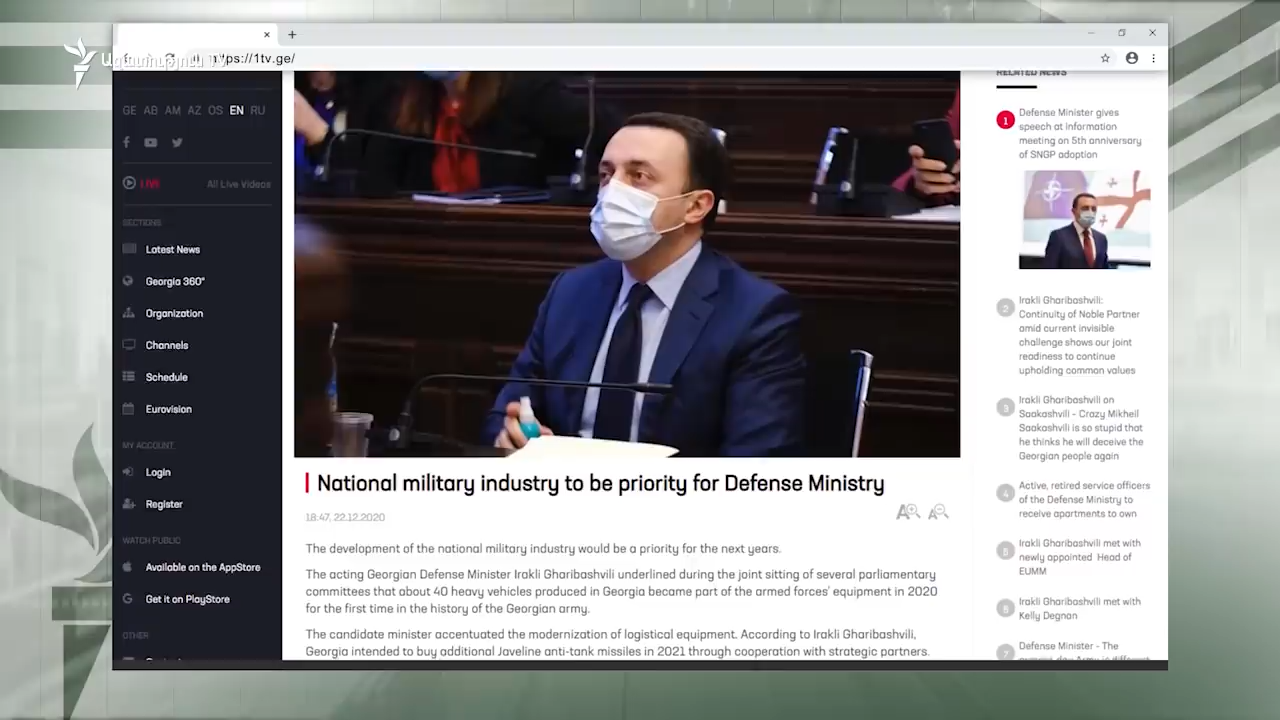 Ազատություն TV
https://1tv.ge/
GE AB AM AZ OS EN RU
LIVE All Live Videos
SECTIONS
Latest News
Georgia 360°
Organization
Channels
Schedule
Eurovision
MY ACCOUNT
Login
Register
WATCH PUBLIC
Available on the AppStore
Get it on PlayStore
OTHER
National military industry to be priority for Defense Ministry
18:47, 22.12.2020
The development of the national military industry would be a priority for the next years.
The acting Georgian Defense Minister Irakli Gharibashvili underlined during the joint sitting of several parliamentary
committees that about 40 heavy vehicles produced in Georgia became part of the armed forces' equipment in 2020
for the first time in the history of the Georgian army.
The candidate minister accentuated the modernization of logistical equipment. According to Irakli Gharibashvili,
Georgia intended to buy additional Javeline anti-tank missiles in 2021 through cooperation with strategic partners.
RELATED NEWS
1
Defense Minister gives
speech at information
meeting on 5th anniversary
of SNGP adoption
2
Irakli Gharibashvili:
Continuity of Noble Partner
amid current invisible
challenge shows our joint
readiness to continue
upholding common values
3
Irakli Gharibashvili on
Saakashvili - Crazy Mikheil
Saakashvili is so stupid that
he thinks he will deceive the
Georgian people again
4
Active, retired service officers
of the Defense Ministry to
receive apartments to own
5
Irakli Gharibashvili met with
newly appointed Head of
EUMM
6
Irakli Gharibashvili met with
Kelly Degnan
7
Defense Minister - The